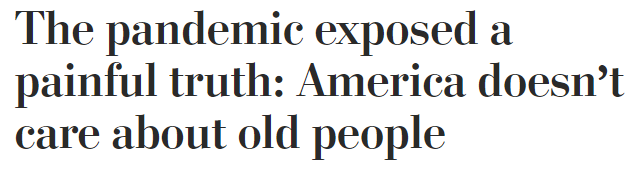 The pandemic exposed a
painful truth: America doesn’t
care about old people